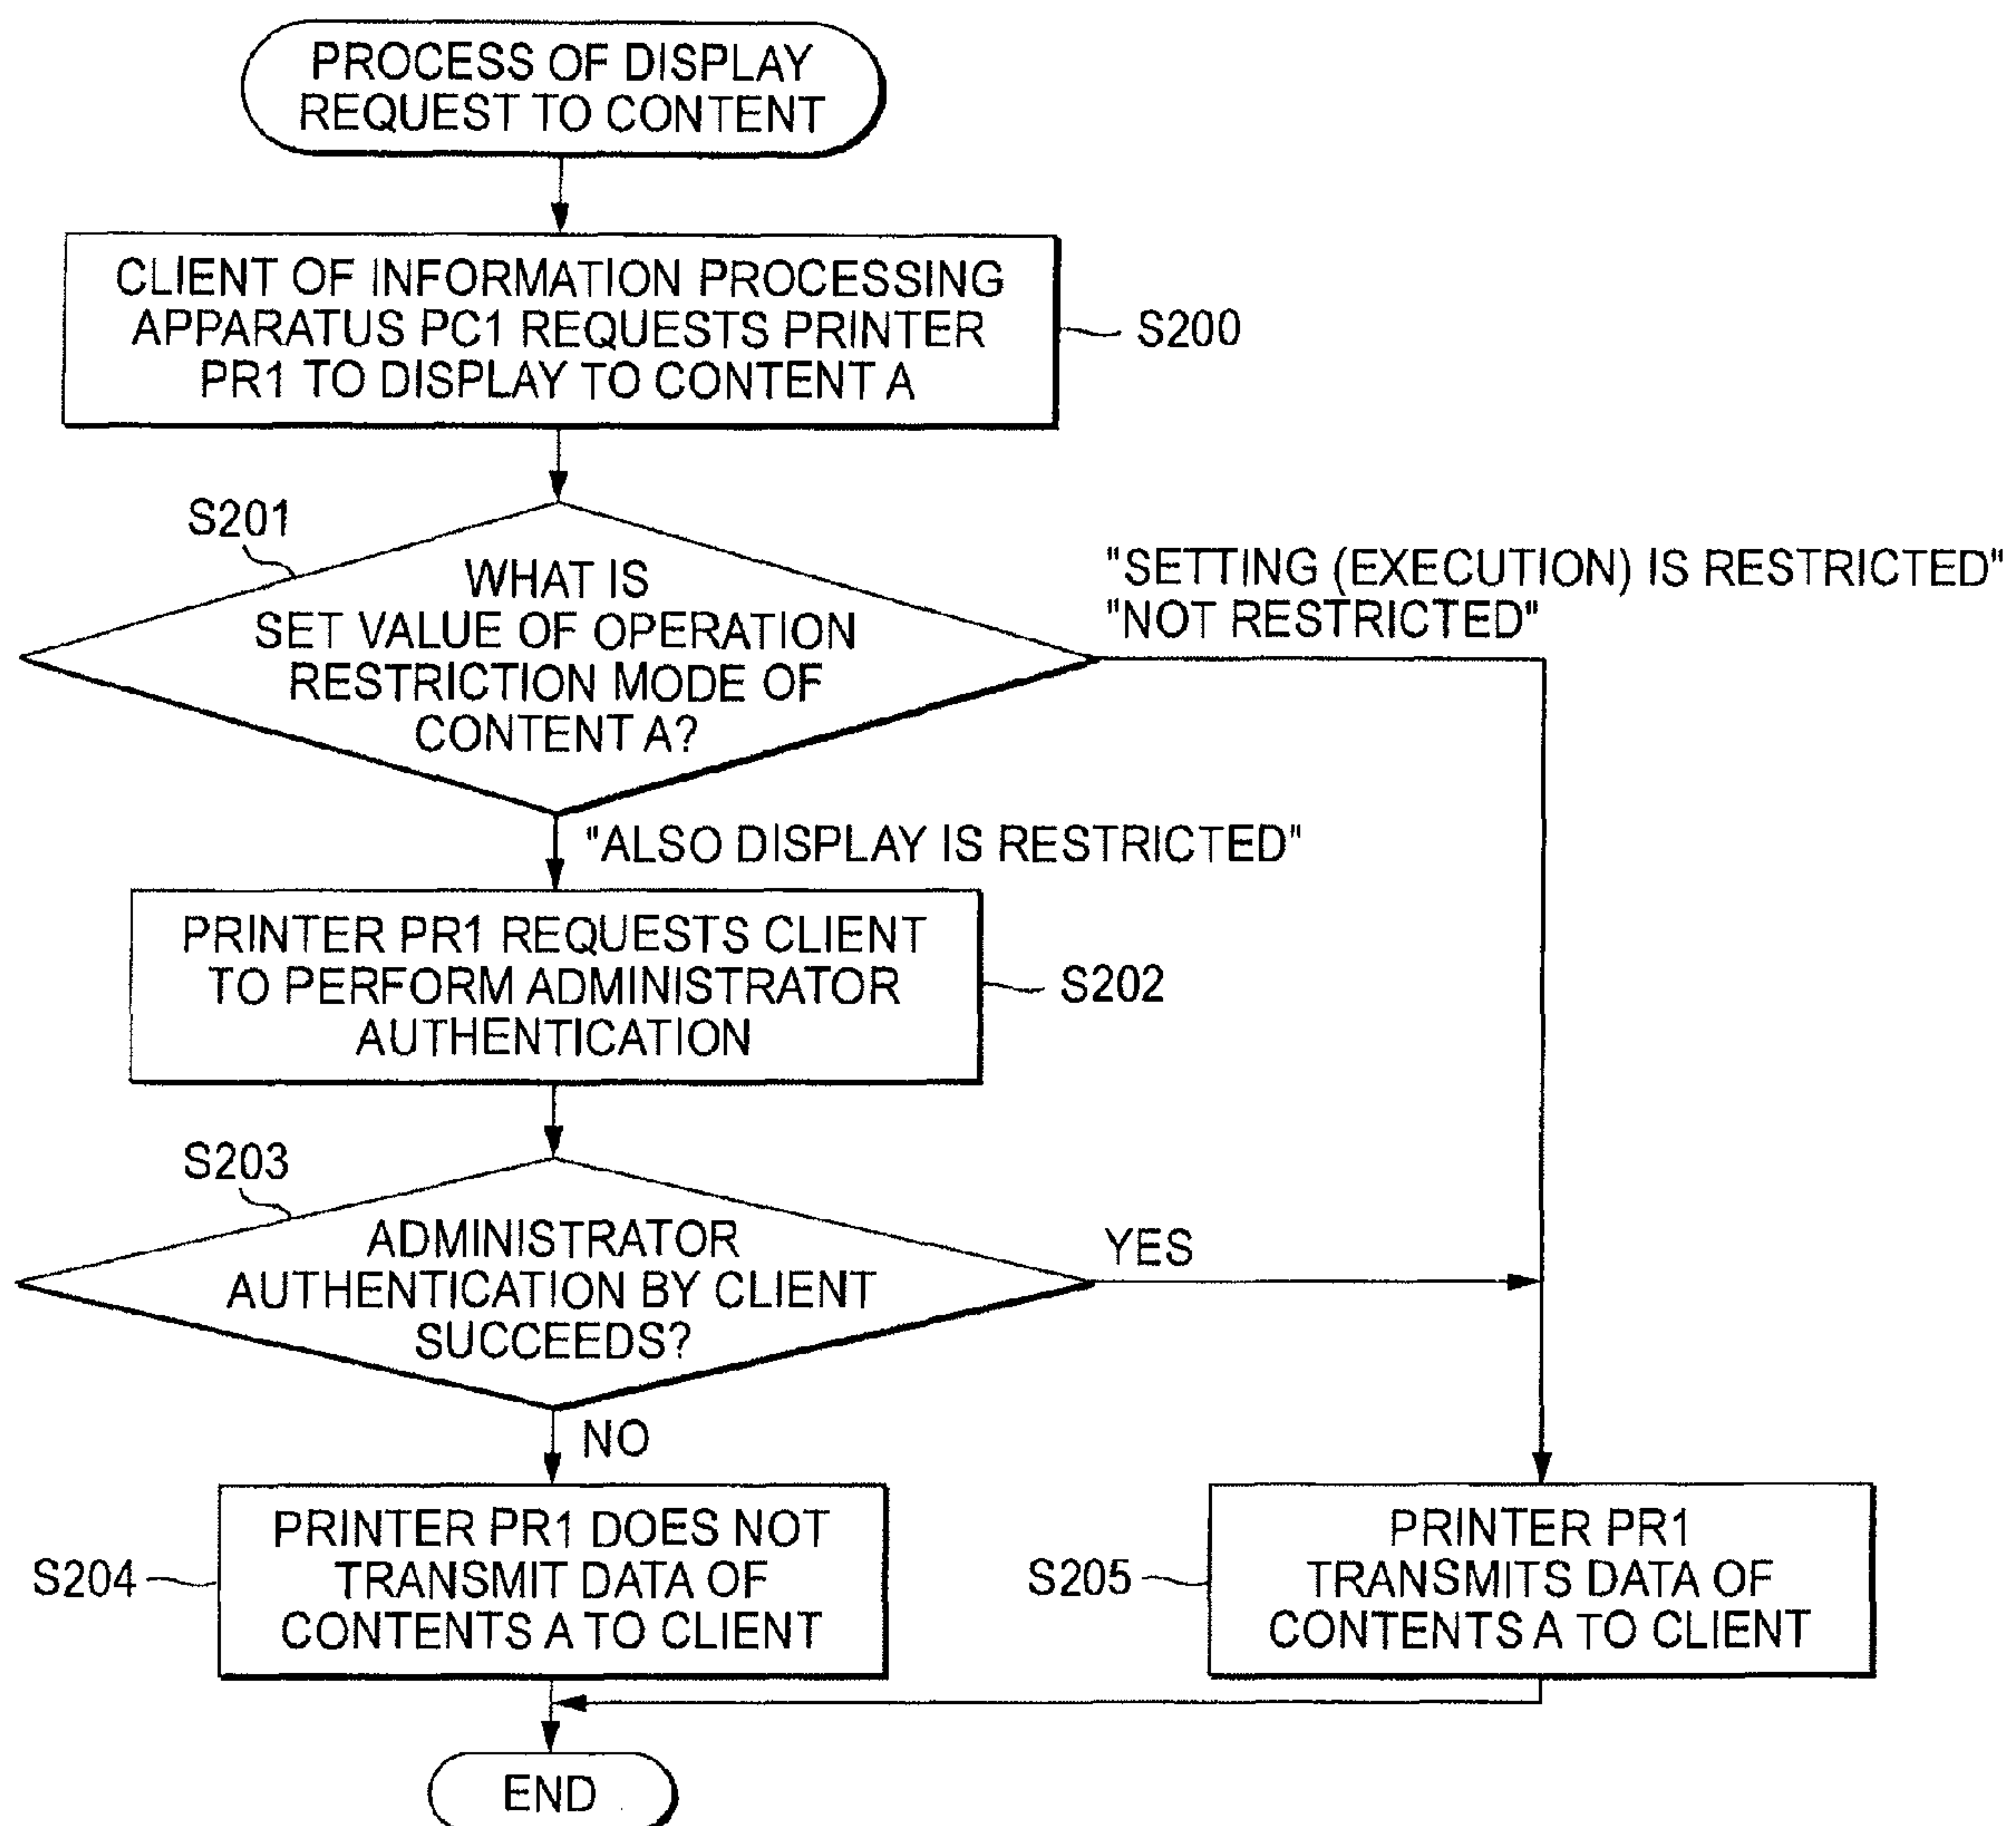 PROCESS OF DISPLAY
REQUEST TO CONTENT
CLIENT OF INFORMATION PROCESSING
APPARATUS PC1 REQUESTS PRINTER
PR1 TO DISPLAY TO CONTENT A
S200
S201
WHAT IS
SET VALUE OF OPERATION
RESTRICTION MODE OF
CONTENT A?
"SETTING (EXECUTION) IS RESTRICTED"
"NOT RESTRICTED"
"ALSO DISPLAY IS RESTRICTED"
PRINTER PR1 REQUESTS CLIENT
TO PERFORM ADMINISTRATOR
AUTHENTICATION
S202
S203
ADMINISTRATOR
AUTHENTICATION BY CLIENT
SUCCEEDS?
YES
NO
S204
PRINTER PR1 DOES NOT
TRANSMIT DATA OF
CONTENTS A TO CLIENT
S205
PRINTER PR1
TRANSMITS DATA OF
CONTENTS A TO CLIENT
END